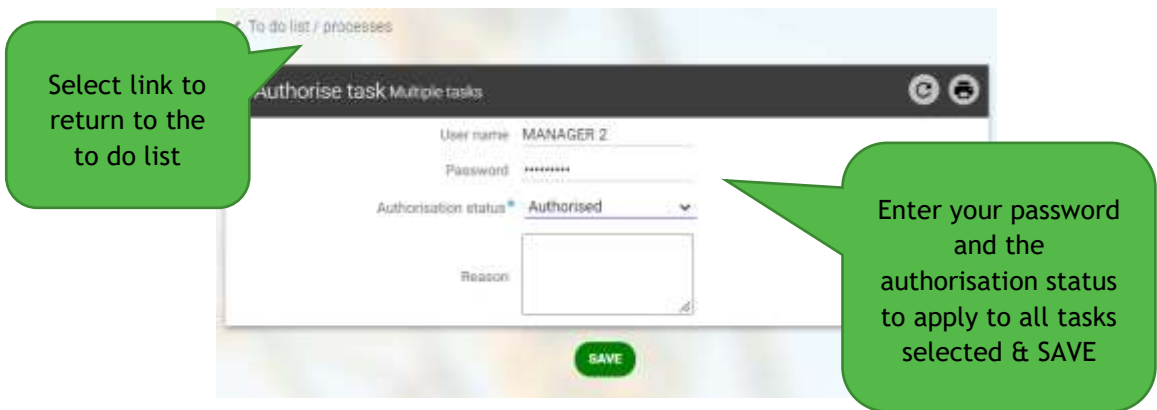 To do list / processes
Select link to
return to the
to do list
Authorise task Multiple tasks
User name MANAGER 2
Password •••••••••
Authorisation status* Authorised
Reason
Enter your password
and the
authorisation status
to apply to all tasks
selected & SAVE
SAVE